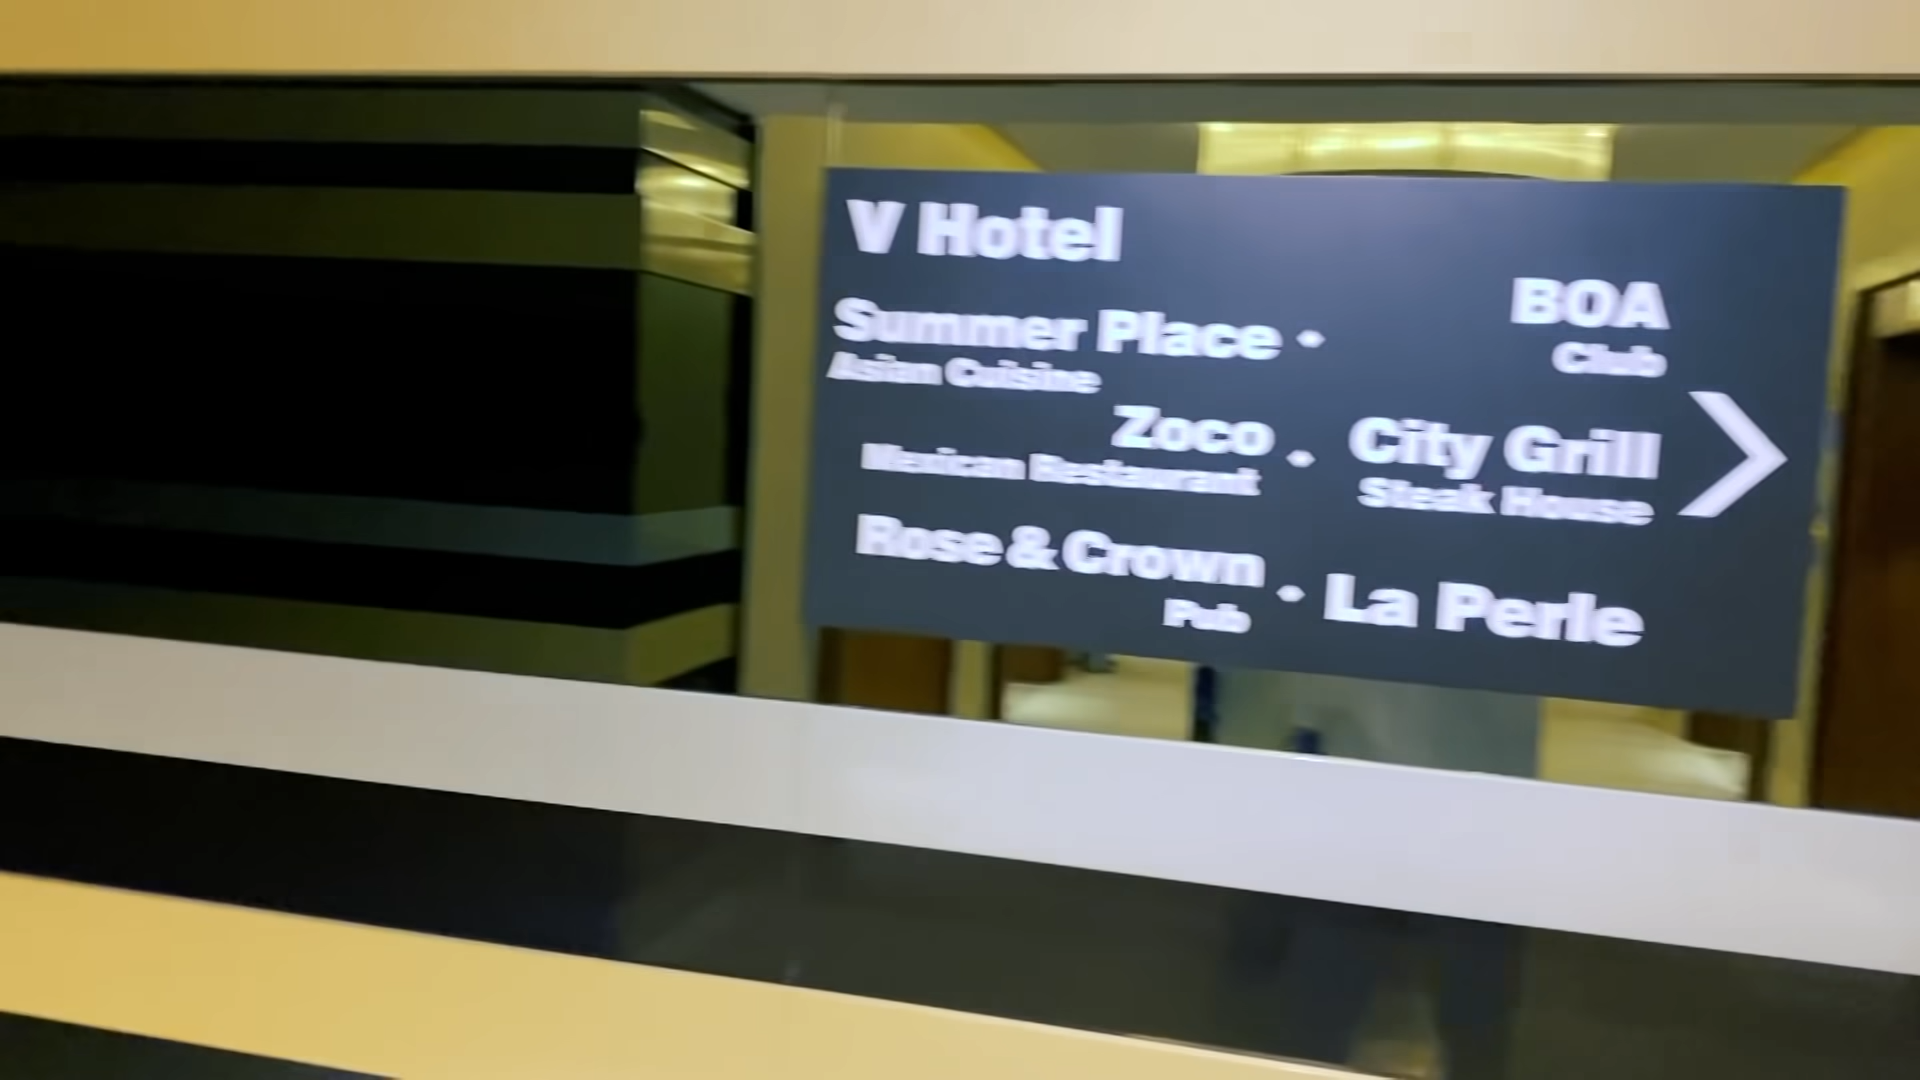 V Hotel
Summer Place •
Asian Cuisine
BOA
Club
Zoco •
Mexican Restaurant
City Grill
Steak House
Rose & Crown •
Pub
La Perle